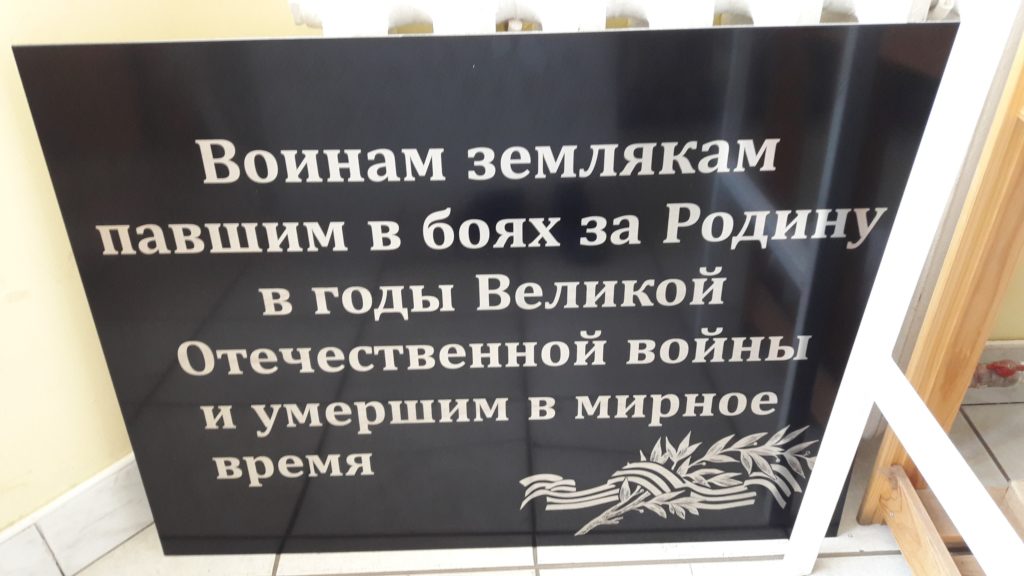 Воинам землякам
павшим в боях за Родину
в годы Великой
Отечественной войны
и умершим в мирное
время